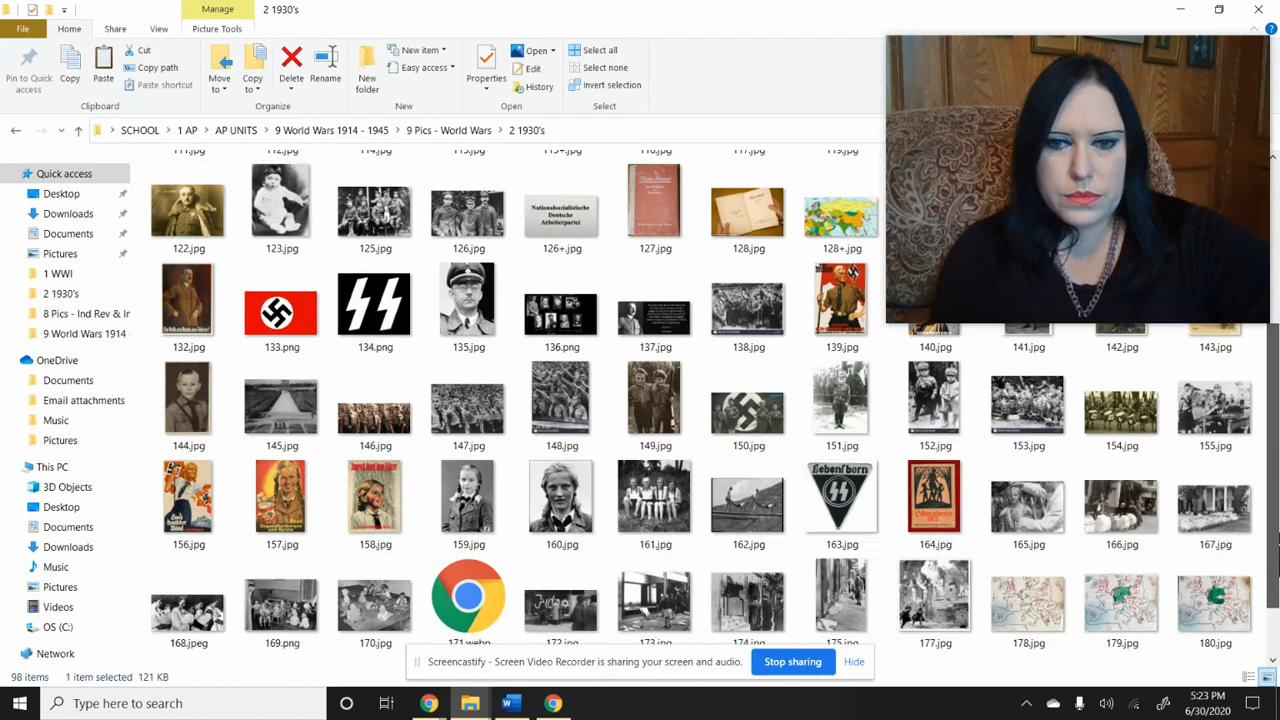 Manage
2 1930's
File
Home
Share
View
Picture Tools
Pin to Quick access
Copy
Paste
Cut
Copy path
Paste shortcut
Clipboard
Move to
Copy to
Delete
Rename
Organize
New folder
New item
Easy access
New
Properties
Open
Edit
History
Open
Select all
Select none
Invert selection
Select
SCHOOL > 1 AP > AP UNITS > 9 World Wars 1914 - 1945 > 9 Pics - World Wars > 2 1930's
Quick access
Desktop
Downloads
Documents
Pictures
1 WWI
2 1930's
8 Pics - Ind Rev & I
9 World Wars 1914 -
OneDrive
Documents
Email attachments
Music
Pictures
This PC
3D Objects
Desktop
Documents
Downloads
Music
Pictures
Videos
OS (C:)
Network
Nationalsozialistische
Deutsche
Arbeiterpartei
122.jpg 123.jpg 125.jpg 126.jpg 126+.jpg 127.jpg 128.jpg 128+.jpg
132.jpg 133.png 134.png 135.jpg 136.png 137.jpg 138.jpg 139.jpg 140.jpg 141.jpg 142.jpg 143.jpg
144.jpg 145.jpg 146.jpg 147.jpg 148.jpg 149.jpg 150.jpg 151.jpg 152.jpg 153.jpg 154.jpg 155.jpg
Lebensborn
156.jpg 157.jpg 158.jpg 159.jpg 160.jpg 161.jpg 162.jpg 163.jpg 164.jpg 165.jpg 166.jpg 167.jpg
168.jpeg 169.png 170.jpg 171.webp 172.jpg 173.jpg 174.jpg 175.jpg 177.jpg 178.jpg 179.jpg 180.jpg
Screencastify - Screen Video Recorder is sharing your screen and audio.
Stop sharing
Hide
98 items
1 item selected 121 KB
Type here to search
5:23 PM
6/30/2020